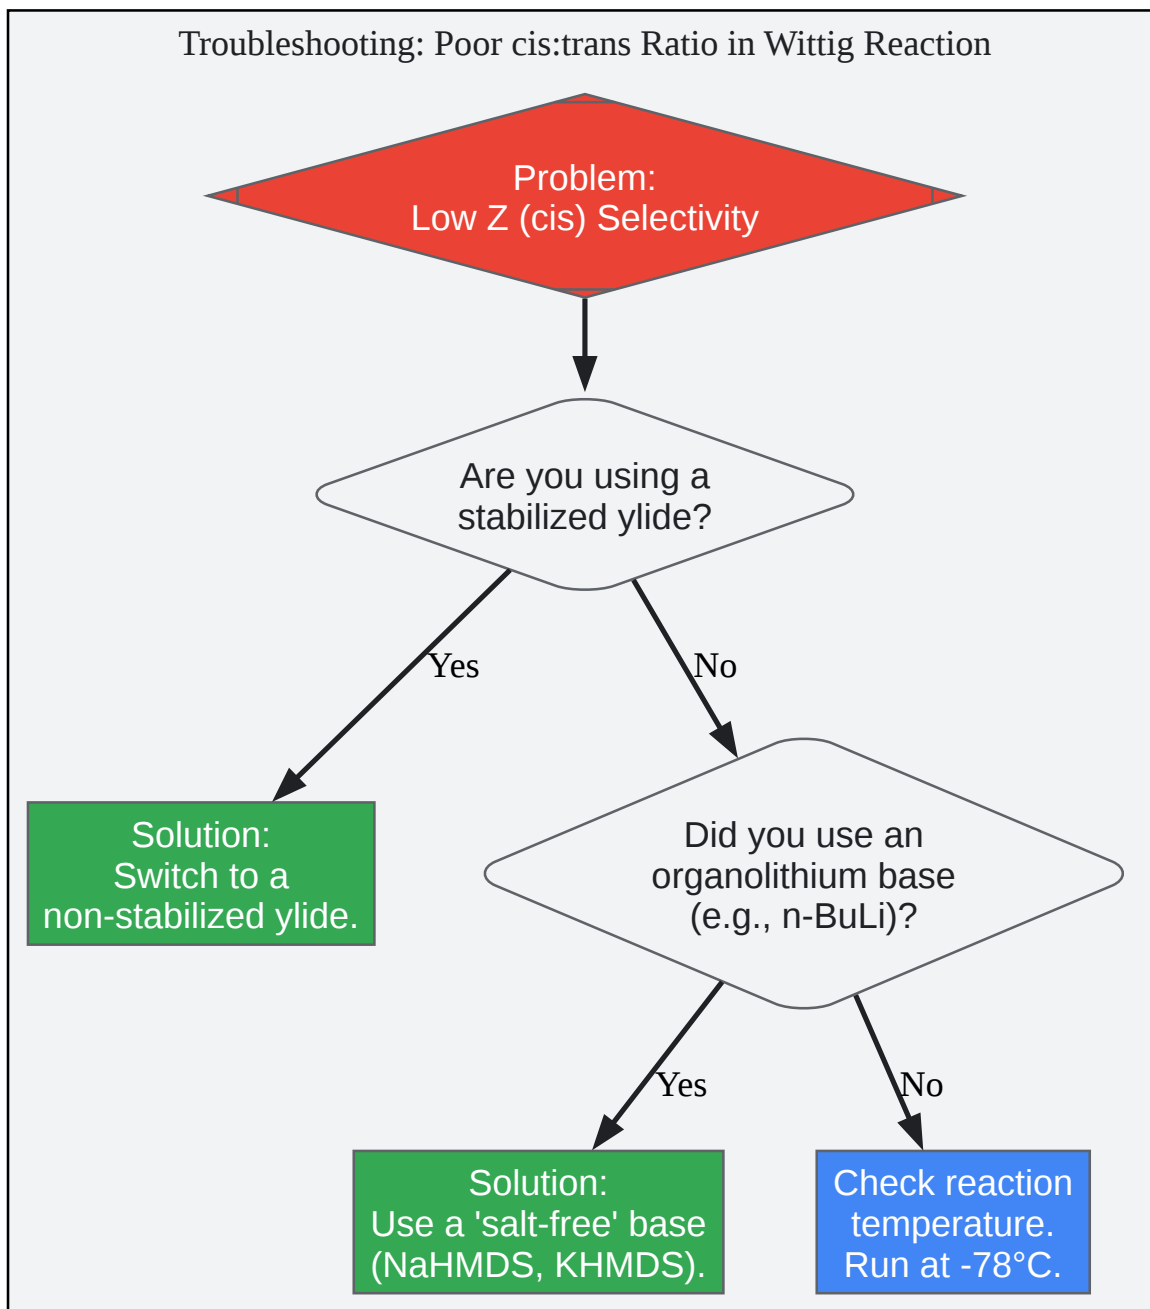 Troubleshooting: Poor cis:trans Ratio in Wittig Reaction
Problem:
Low Z (cis) Selectivity
Are you using a
stabilized ylide?
Yes
No
Solution:
Switch to a
non-stabilized ylide.
Did you use an
organolithium base
(e.g., n-BuLi)?
Yes
No
Solution:
Use a 'salt-free' base
(NaHMDS, KHMDS).
Check reaction
temperature.
Run at -78°C.